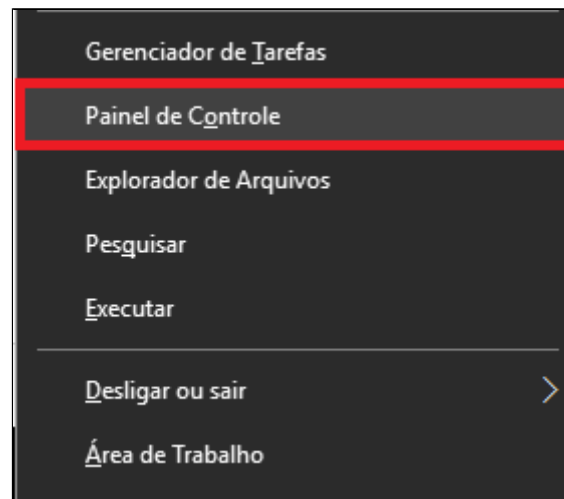 Gerenciador de Tarefas
Painel de Controle
Explorador de Arquivos
Pesquisar
Executar
Desligar ou sair
Área de Trabalho